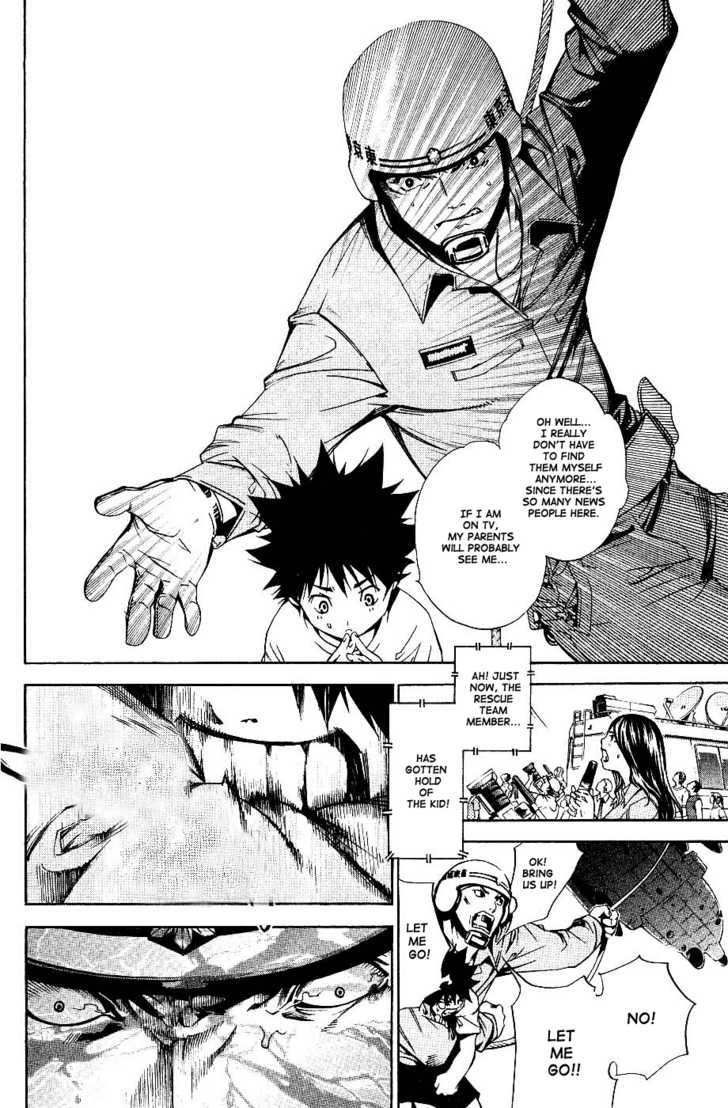 OH WELL...
I REALLY
DON'T HAVE
TO FIND
THEM MYSELF
ANYMORE...
SINCE THERE'S
SO MANY NEWS
PEOPLE HERE.
IF I AM
ON TV,
MY PARENTS
WILL PROBABLY
SEE ME...
AH! JUST
NOW, THE
RESCUE
TEAM
MEMBER...
HAS
GOTTEN
HOLD
OF
THE KID!
OK!
BRING
US UP!
LET
ME
GO!
NO!
LET
ME
GO!!